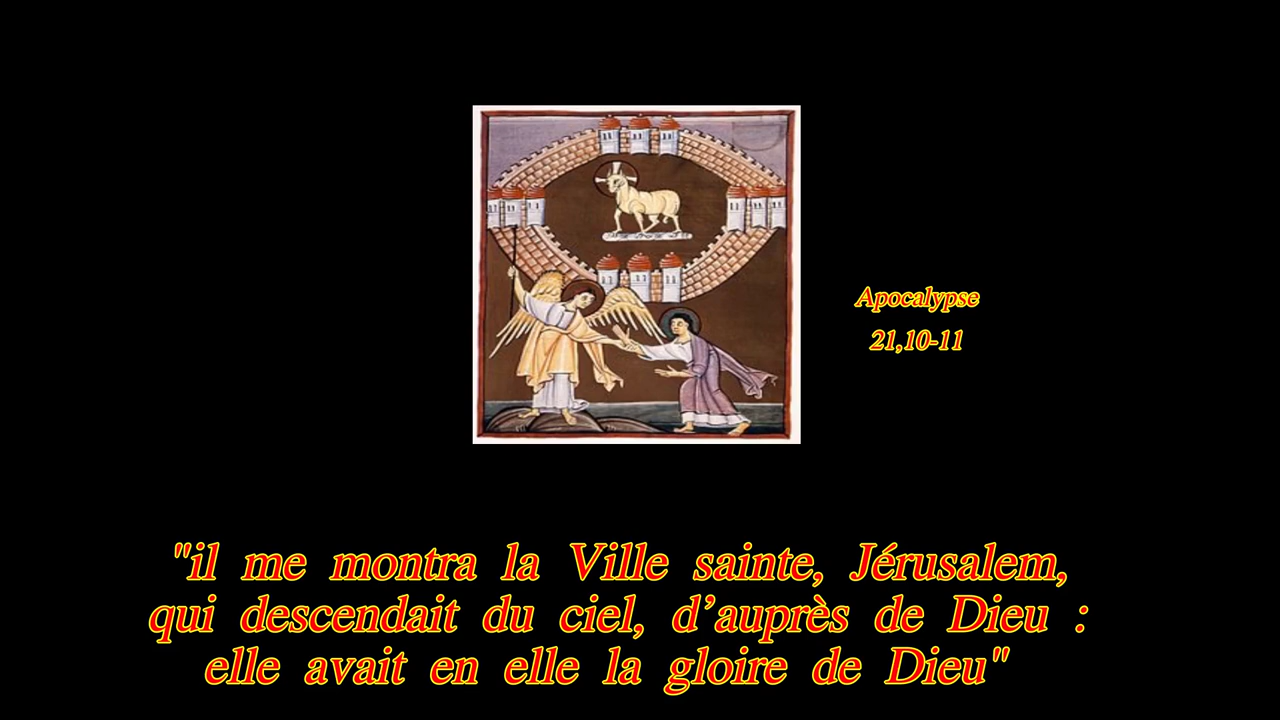 Apocalypse
21,10-11
"il me montra la Ville sainte, Jérusalem,
qui descendait du ciel, d’auprès de Dieu :
elle avait en elle la gloire de Dieu"